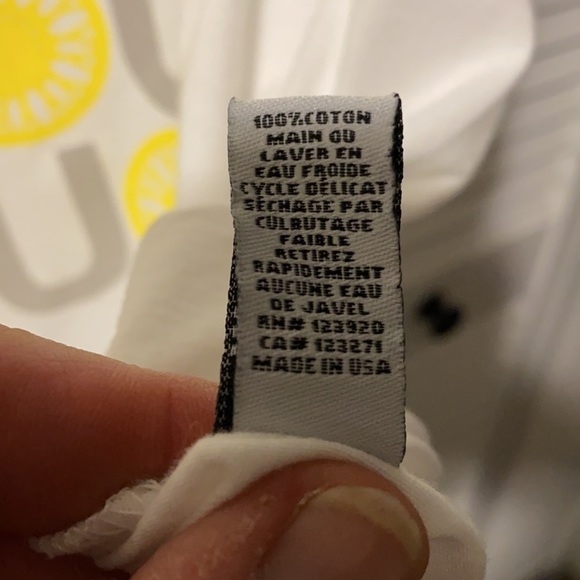 100% COTON
MAIN OU
LAVER EN
EAU FROIDE
CYCLE DÉLICAT
SÉCHAGE PAR
CULBUTAGE
FAIBLE
RETIREZ
RAPIDEMENT
AUCUNE EAU
DE JAVEL
RN# 123920
CA# 123271
MADE IN USA